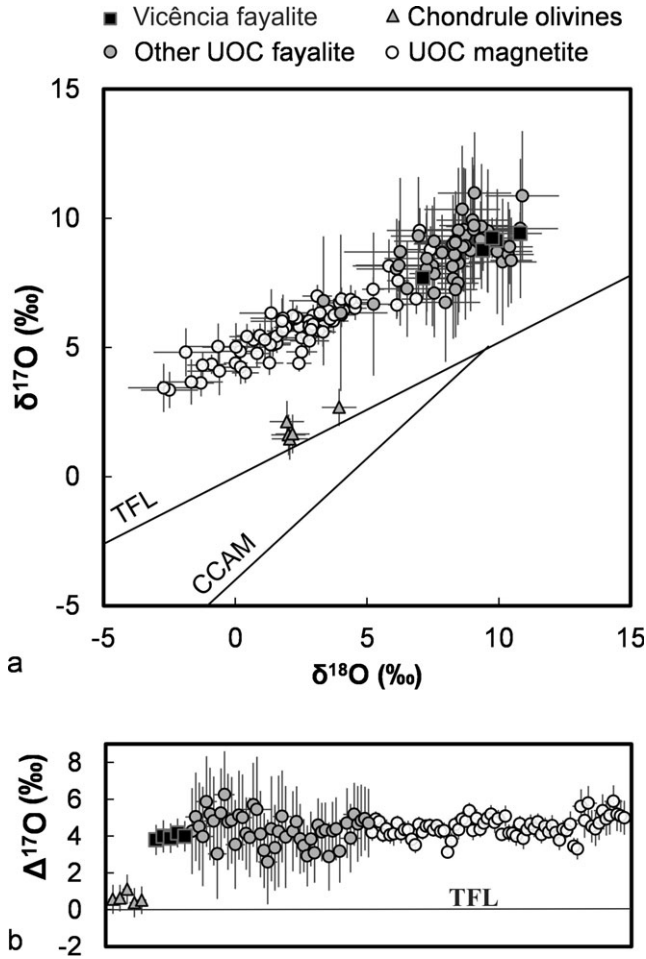 Vicência fayalite Chondrule olivines
Other UOC fayalite UOC magnetite
15
10
5
0
-5
δ¹⁷O (‰)
TFL
CCAM
-5 0 5 10 15
a
δ¹⁸O (‰)
8
6
4
2
0
-2
Δ¹⁷O (‰)
TFL
b